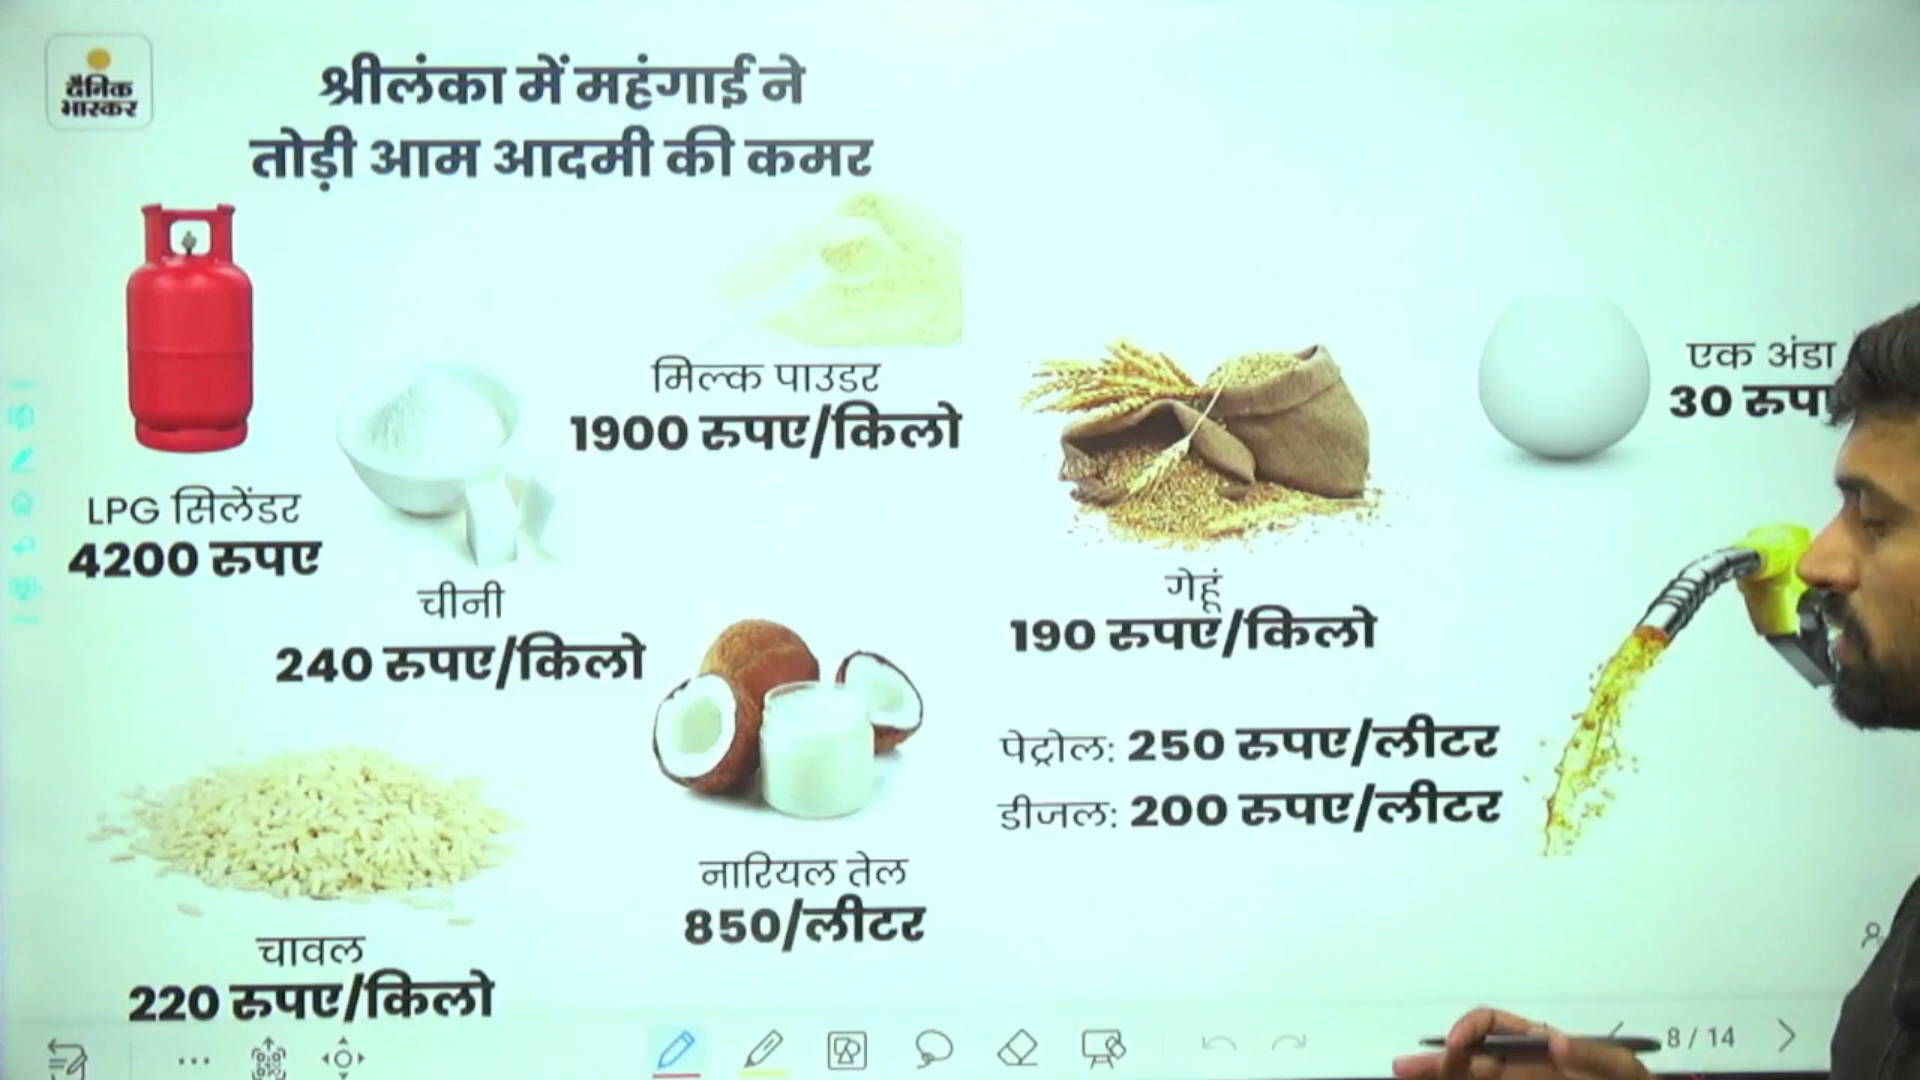 दैनिक
भास्कर
श्रीलंका में महंगाई ने
तोड़ी आम आदमी की कमर
मिल्क पाउडर
1900 रुपए/किलो
एक अंडा
30
LPG सिलेंडर
4200 रुपए
चीनी
240 रुपए/किलो
गेहूं
190 रुपए/किलो
पेट्रोल: 250 रुपए/लीटर
डीजल: 200 रुपए/लीटर
नारियल तेल
850/लीटर
चावल
220 रुपए/किलो
8 / 14